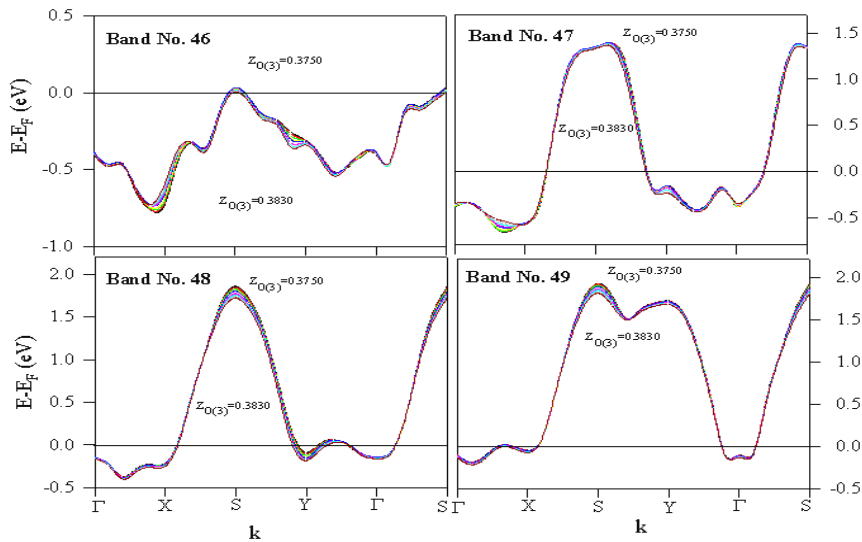 Band No. 46
Z_O(3)=0.3750
Z_O(3)=0.3830
0.5
0.0
-0.5
-1.0
E-E_F (eV)
Band No. 47
Z_O(3)=0.3750
Z_O(3)=0.3830
1.5
1.0
0.5
0.0
-0.5
Band No. 48
Z_O(3)=0.3750
Z_O(3)=0.3830
2.0
1.5
1.0
0.5
0.0
-0.5
E-E_F (eV)
Γ X S Y Γ S
k
Band No. 49
Z_O(3)=0.3750
Z_O(3)=0.3830
2.0
1.5
1.0
0.5
0.0
-0.5
Γ X S Y Γ S
k